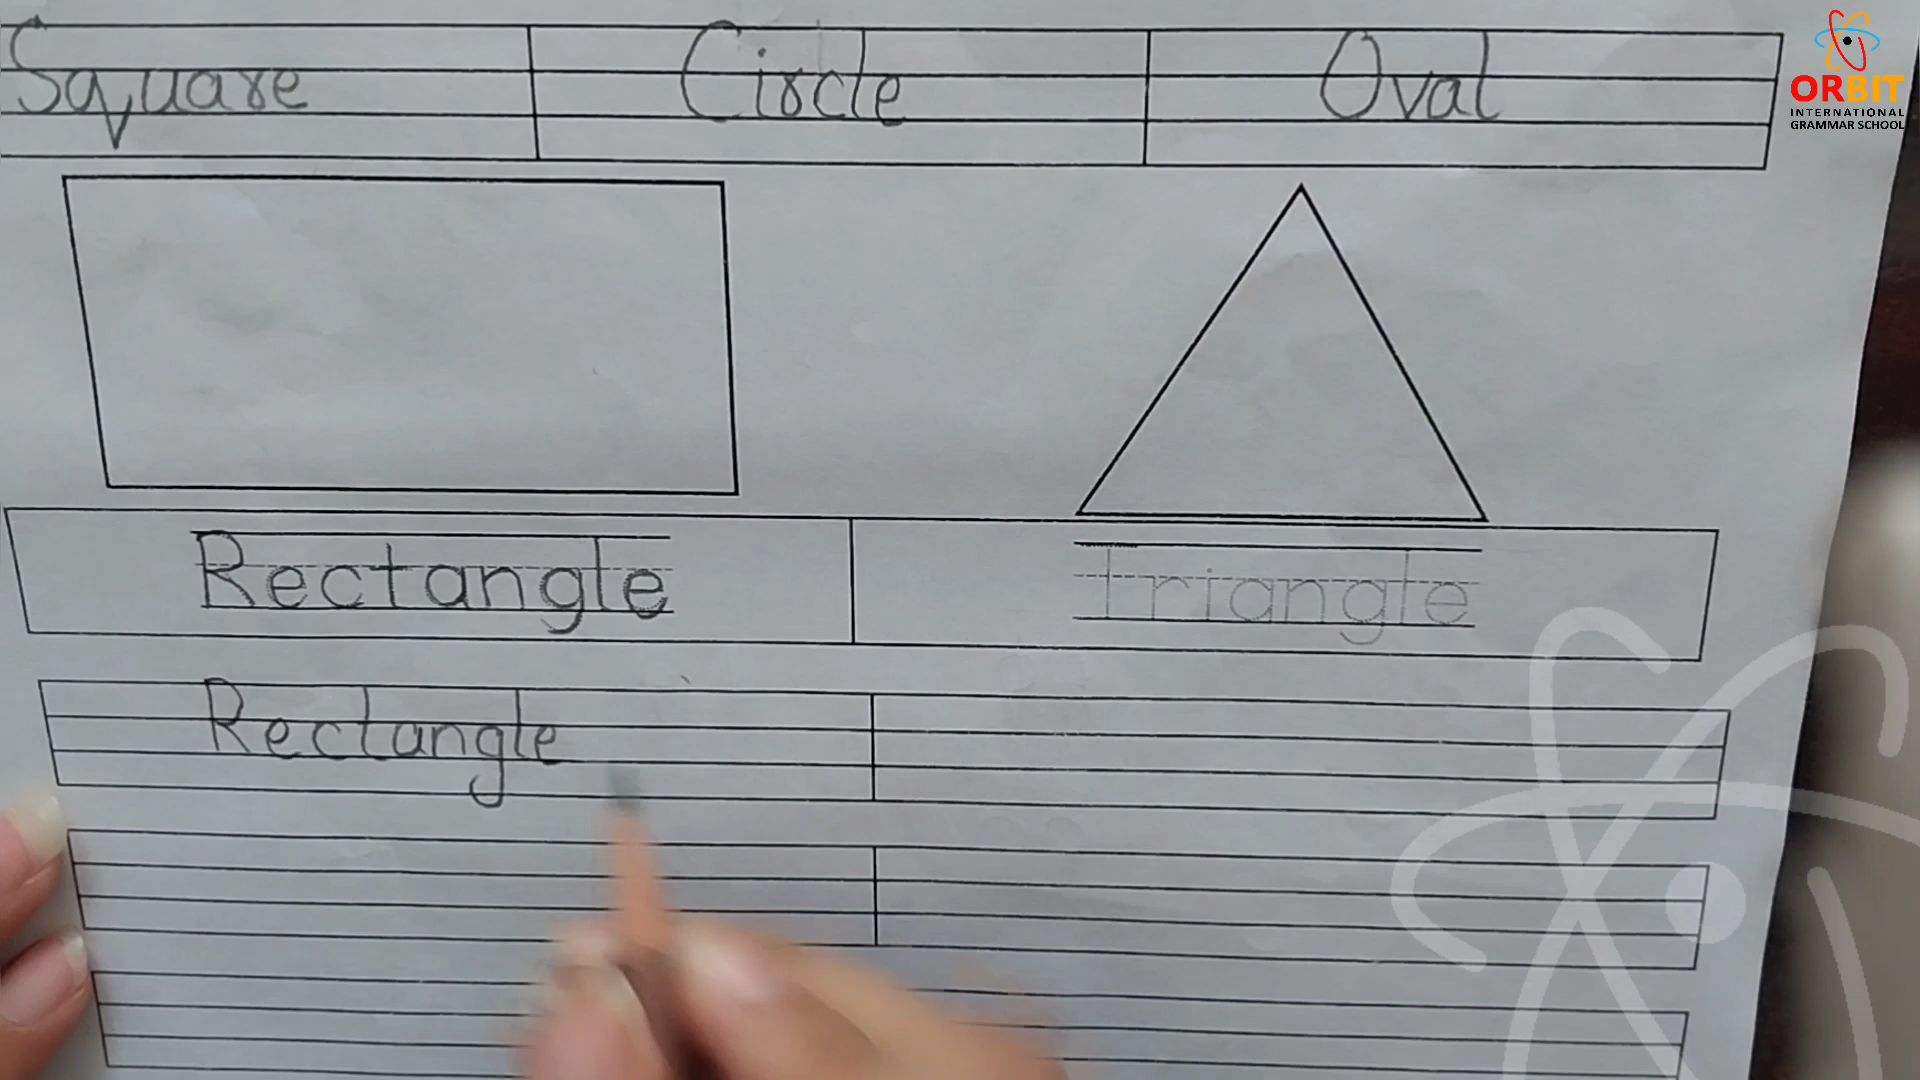 Square Circle Oval
ORBIT
INTERNATIONAL
GRAMMAR SCHOOL
Rectangle triangle
Rectangle